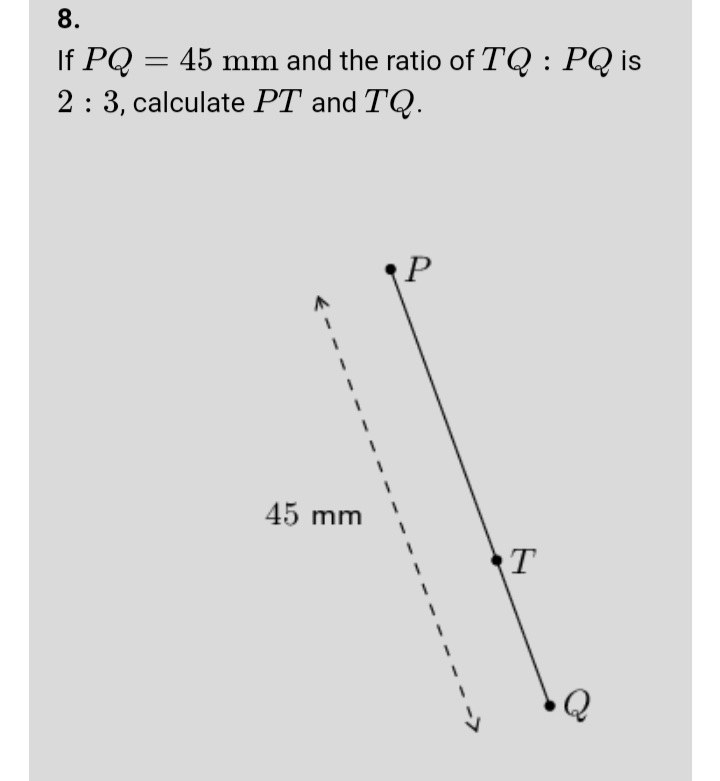 8.
If PQ = 45 mm and the ratio of TQ : PQ is
2 : 3, calculate PT and TQ.
P
45 mm
T
Q